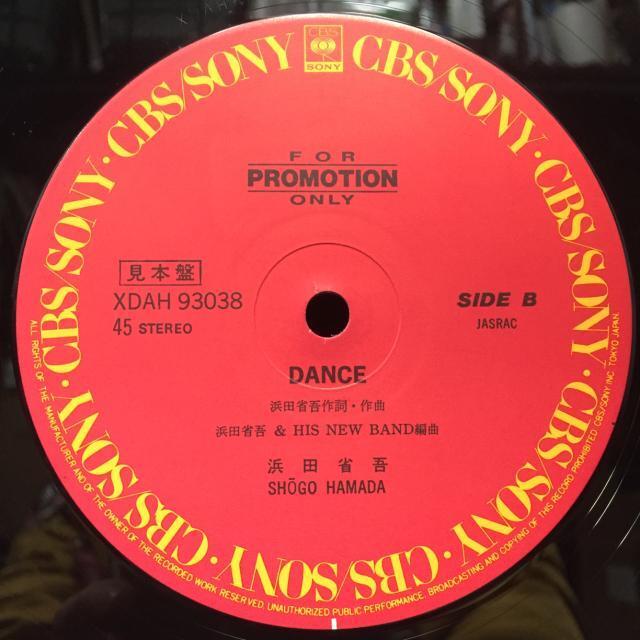 CBS/SONY · CBS/SONY · CBS/SONY · CBS/SONY · CBS/SONY · CBS/SONY · CBS/SONY · CBS/SONY
CBS
SONY
FOR
PROMOTION
ONLY
見本盤
XDAH 93038
45 STEREO
SIDE B
JASRAC
DANCE
浜田省吾作詞・作曲
浜田省吾 & HIS NEW BAND編曲
浜田省吾
SHŌGO HAMADA
ALL RIGHTS OF THE MANUFACTURER AND OF THE OWNER OF THE RECORDED WORK RESERVED. UNAUTHORIZED PUBLIC PERFORMANCE. BROADCASTING AND COPYING OF THIS RECORD PROHIBITED. CBS/SONY INC. TOKYO JAPAN.